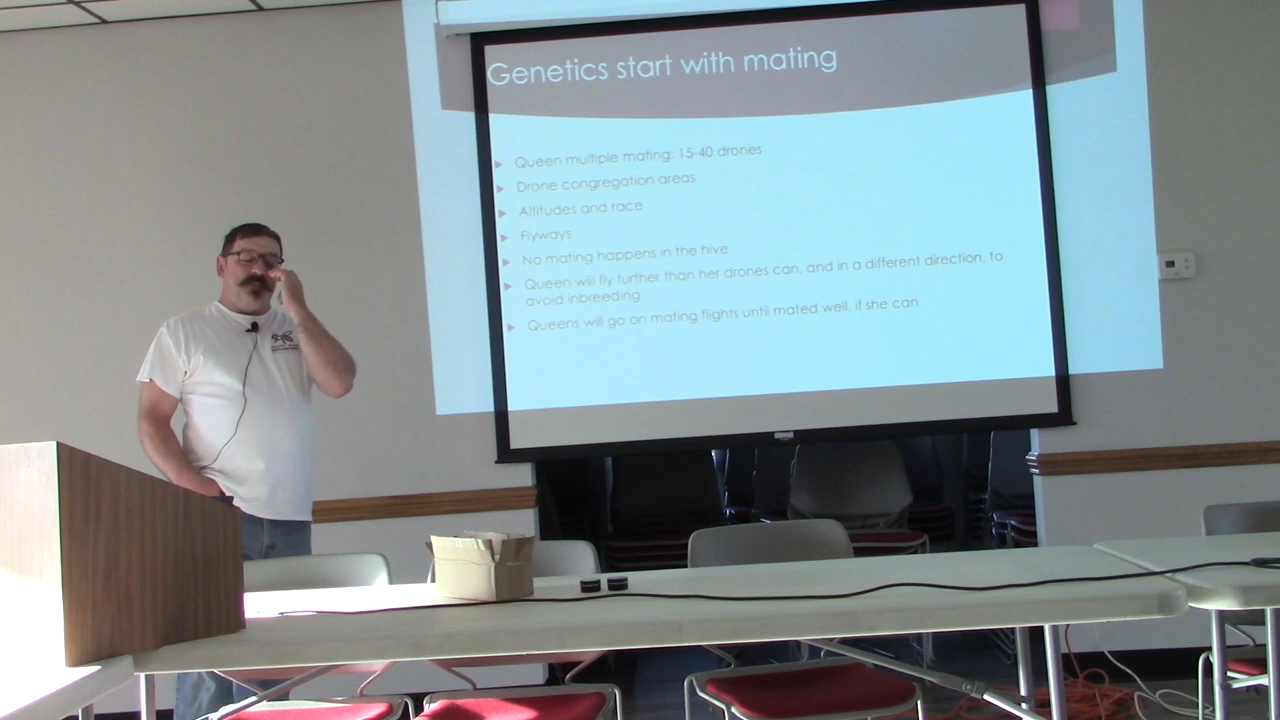 Genetics start with mating
Queen multiple mating: 15-40 drones
Drone congregation areas
Altitudes and race
Flyways
No mating happens in the hive
Queen will fly further than her drones can, and in a different direction, to
avoid inbreeding
Queens will go on mating flights until mated well, if she can